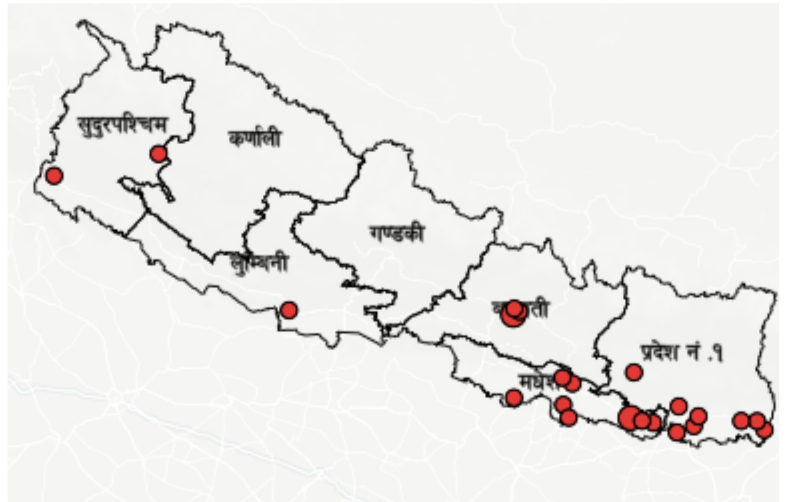 सुदुरपश्चिम
कर्णाली
गण्डकी
लुम्बिनी
प्रदेश नं .१